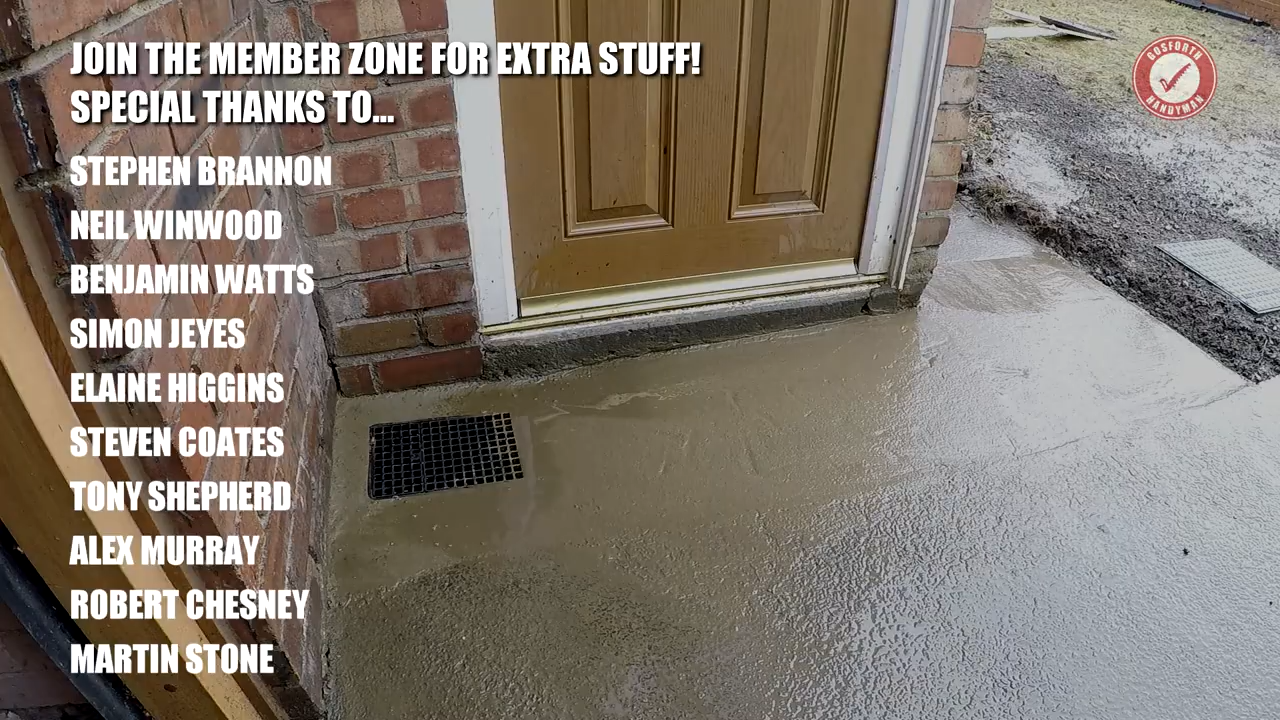 JOIN THE MEMBER ZONE FOR EXTRA STUFF!
SPECIAL THANKS TO...
STEPHEN BRANNON
NEIL WINWOOD
BENJAMIN WATTS
SIMON JEYES
ELAINE HIGGINS
STEVEN COATES
TONY SHEPHERD
ALEX MURRAY
ROBERT CHESNEY
MARTIN STONE
GOSFORTH
HANDYMAN